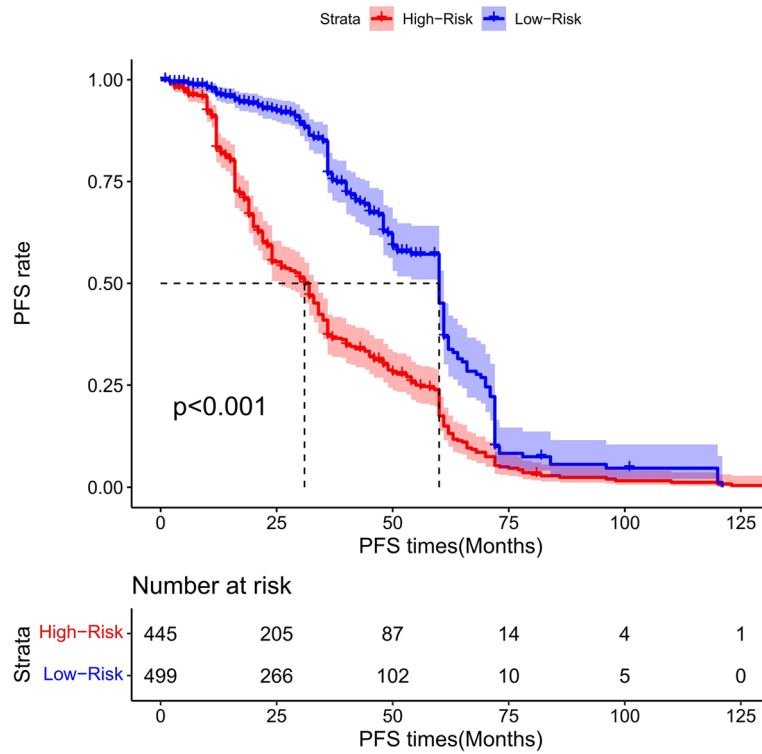 Strata High−Risk Low−Risk
1.00
0.75
0.50
0.25
0.00
PFS rate
p<0.001
0 25 50 75 100 125
PFS times(Months)
Number at risk
Strata
High−Risk 445 205 87 14 4 1
Low−Risk 499 266 102 10 5 0
0 25 50 75 100 125
PFS times(Months)